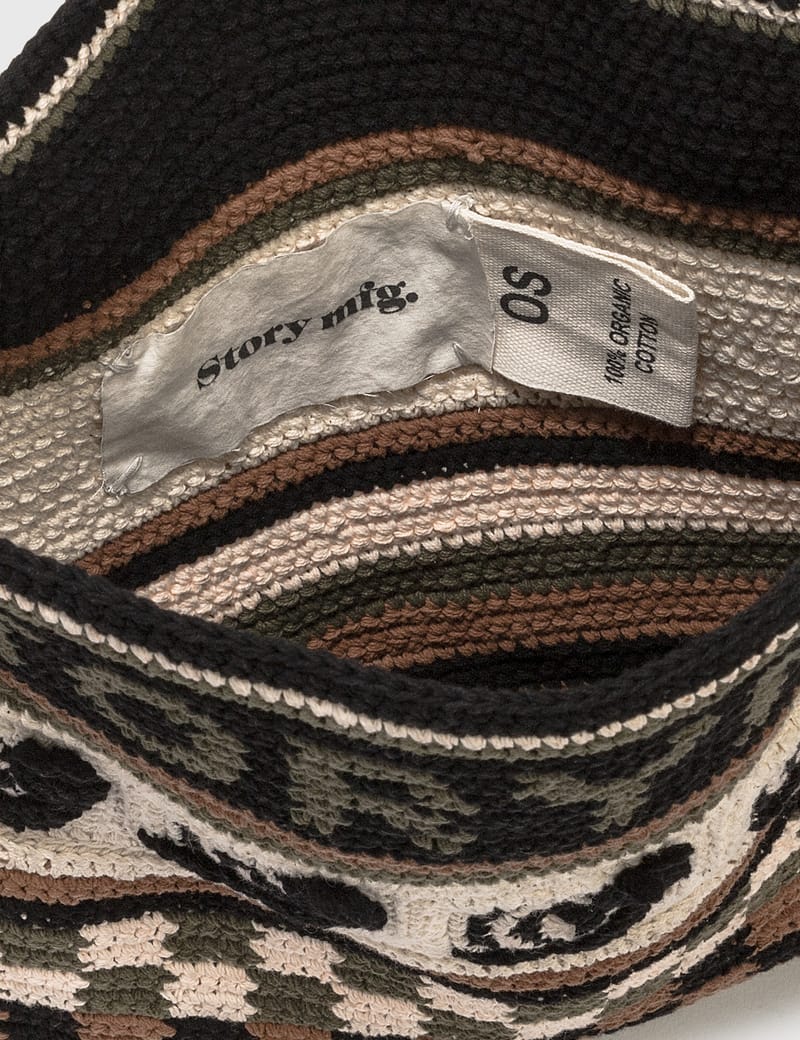 Story mfg.
OS
100% ORGANIC
COTTON